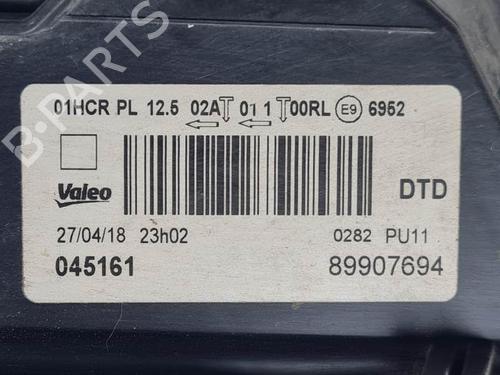 01HCR PL 12.5 02A 01 1 00RL E9 6952
Valeo
DTD
27/04/18 23h02 0282 PU11
045161 89907694
B-PARTS